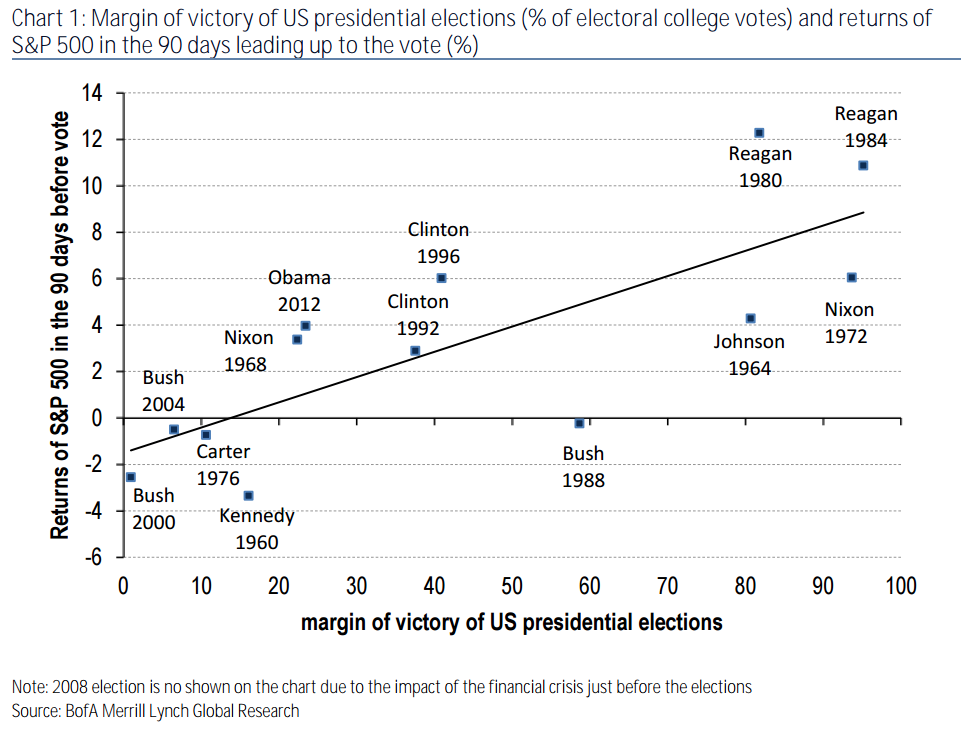 Chart 1: Margin of victory of US presidential elections (% of electoral college votes) and returns of
S&P 500 in the 90 days leading up to the vote (%)
Returns of S&P 500 in the 90 days before vote
14
12
10
8
6
4
2
0
-2
-4
-6
Reagan
1984
Reagan
1980
Clinton
1996
Obama
2012
Clinton
1992
Nixon
1968
Nixon
1972
Johnson
1964
Bush
2004
Carter
1976
Bush
1988
Bush
2000
Kennedy
1960
0 10 20 30 40 50 60 70 80 90 100
margin of victory of US presidential elections
Note: 2008 election is no shown on the chart due to the impact of the financial crisis just before the elections
Source: BofA Merrill Lynch Global Research